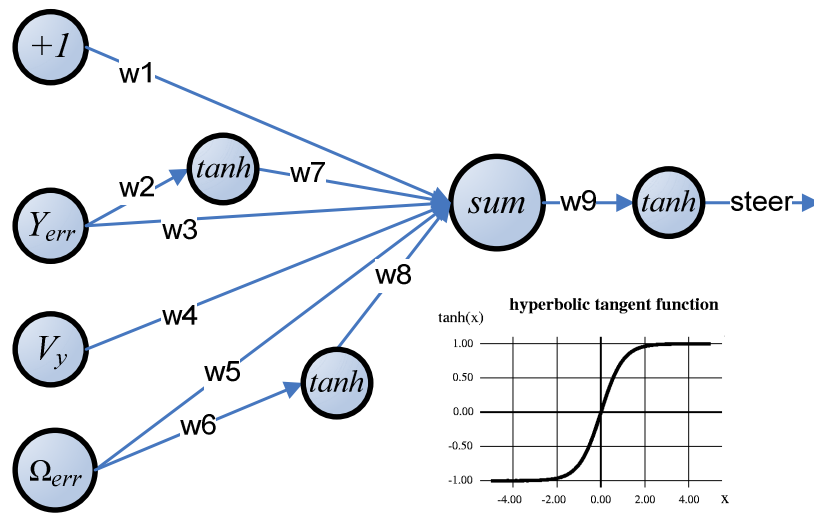 +1
w1
tanh
w7
w2
Y_err
w3
sum
w9
tanh
steer
w8
w4
V_y
w5
tanh
w6
Ω_err
hyperbolic tangent function
tanh(x)
1.00
0.50
0.00
-0.50
-1.00
-4.00 -2.00 0.00 2.00 4.00 X